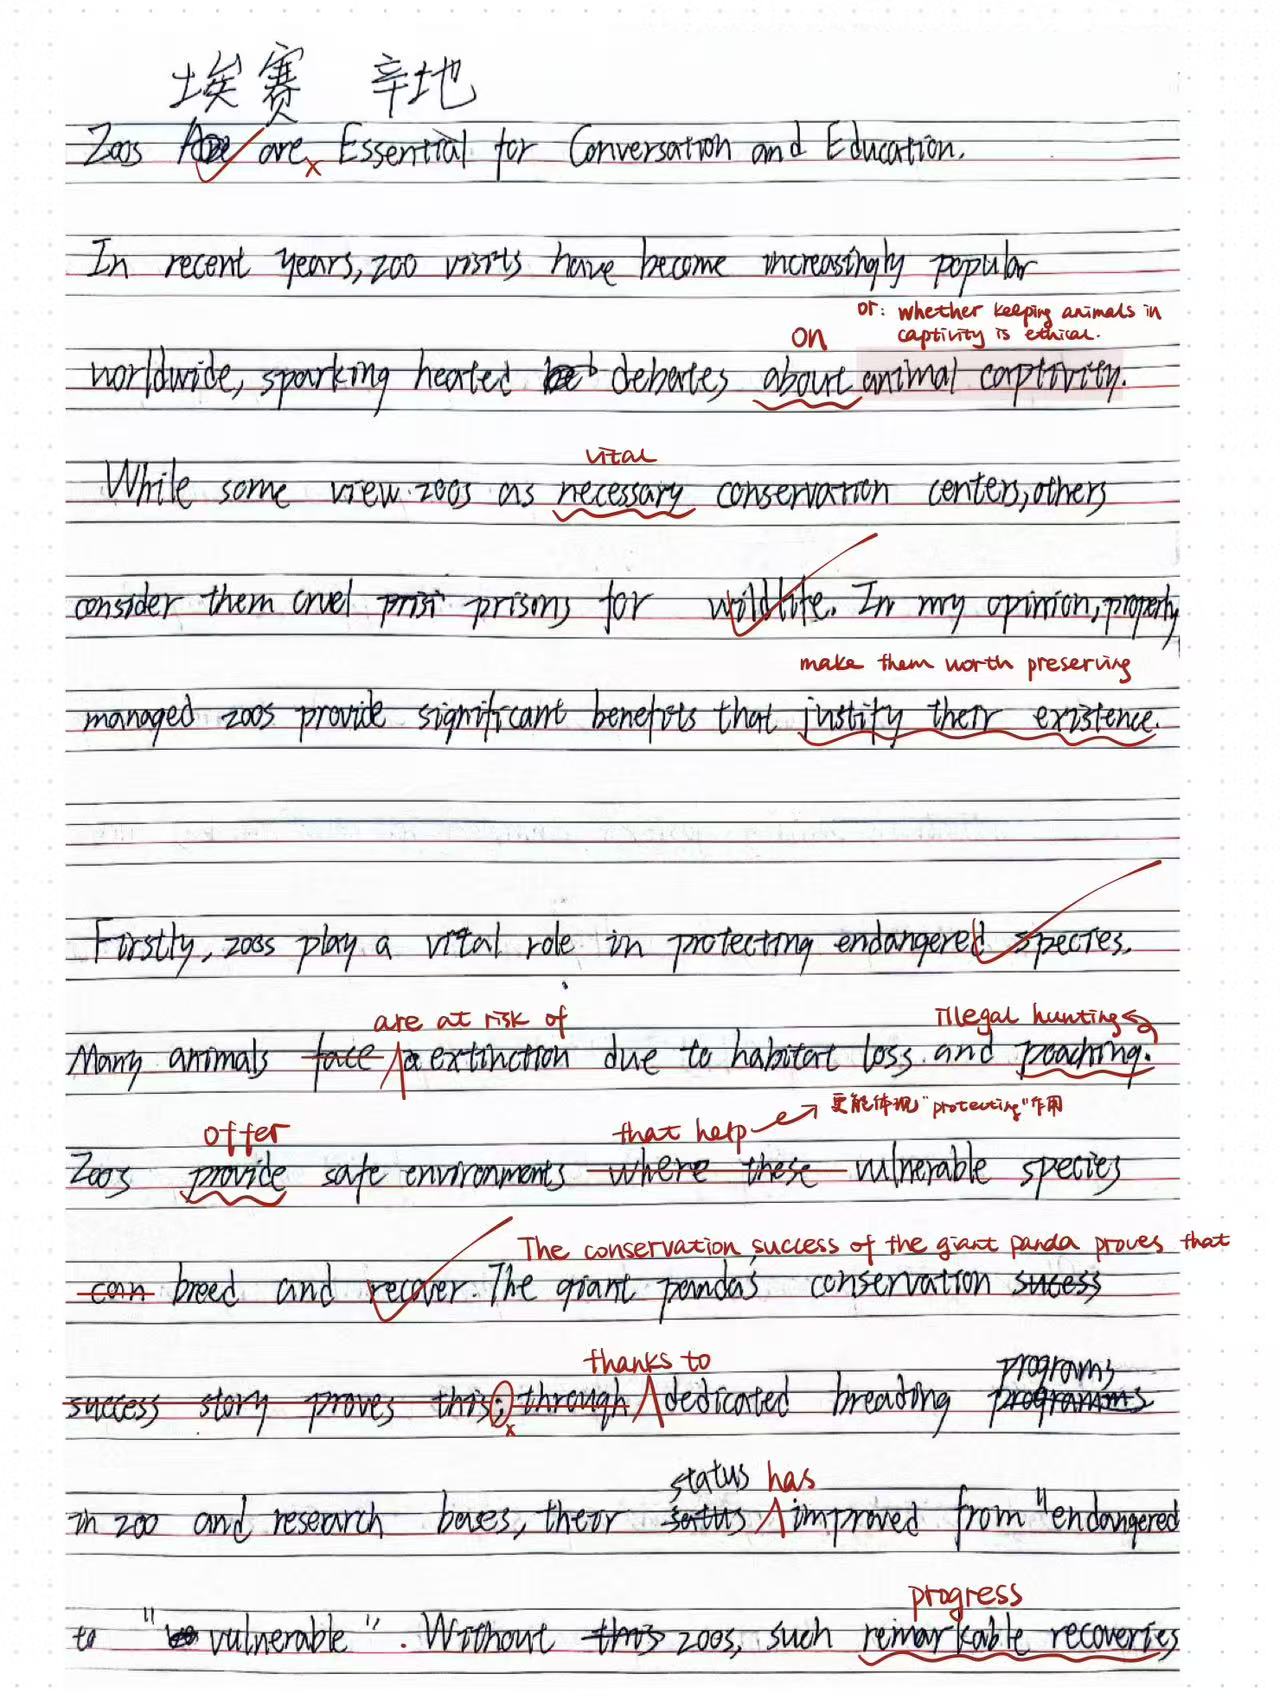 埃赛 辛地
Zoos Are are x Essential for Conversation and Education.
In recent years, zoo visits have become increasingly popular
or: whether keeping animals in
captivity is ethical.
on
worldwide, sparking heated debates about animal captivity.
vital
While some view zoos as necessary conservation centers, others
consider them cruel prist prisons for wildlife. In my opinion, properly
make them worth preserving
managed zoos provide significant benefits that justify their existence.
Firstly, zoos play a vital role in protecting endangered species.
are at risk of
illegal hunting
Many animals face a extinction due to habitat loss and poaching.
更能体现"protecting"作用
offer
that help
Zoos provide safe environments where these vulnerable species
The conservation success of the giant panda proves that
can breed and recover. The giant panda's conservation sucess
thanks to
programs
success story proves this; through dedicated breading programms
x
status has
in zoo and research bases, their satus improved from "endangered
progress
to "vulnerable". Without this zoos, such remarkable recoveries